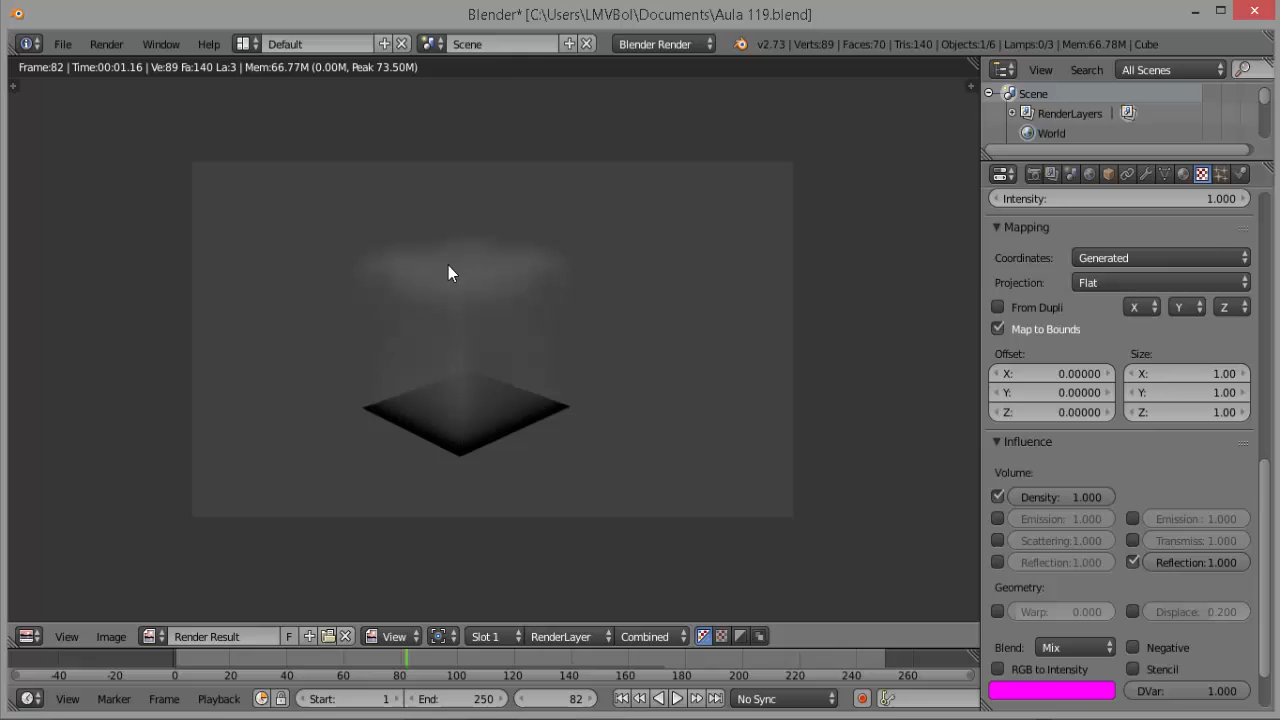 Blender* [C:\Users\LMVBol\Documents\Aula 119.blend]
File Render Window Help Default Scene Blender Render v2.73 | Verts:89 | Faces:70 | Tris:140 | Objects:1/6 | Lamps:0/3 | Mem:66.78M | Cube
Frame:82 | Time:00:01.16 | Ve:89 Fa:140 La:3 | Mem:66.77M (0.00M, Peak 73.50M)
View Search All Scenes
Scene
RenderLayers |
World
Intensity: 1.000
Mapping
Coordinates: Generated
Projection: Flat
From Dupli X Y Z
Map to Bounds
Offset: Size:
X: 0.00000 X: 1.00
Y: 0.00000 Y: 1.00
Z: 0.00000 Z: 1.00
Influence
Volume:
Density: 1.000
Emission: 1.000 Emission : 1.000
Scattering:1.000 Transmiss: 1.000
Reflection:1.000 Reflection:1.000
Geometry:
Warp: 0.000 Displace: 0.200
Blend: Mix Negative
RGB to Intensity Stencil
DVar: 1.000
View Image Render Result F View Slot 1 RenderLayer Combined
-40 -20 0 20 40 60 80 100 120 140 160 180 200 220 240 260
View Marker Frame Playback Start: 1 End: 250 82 No Sync